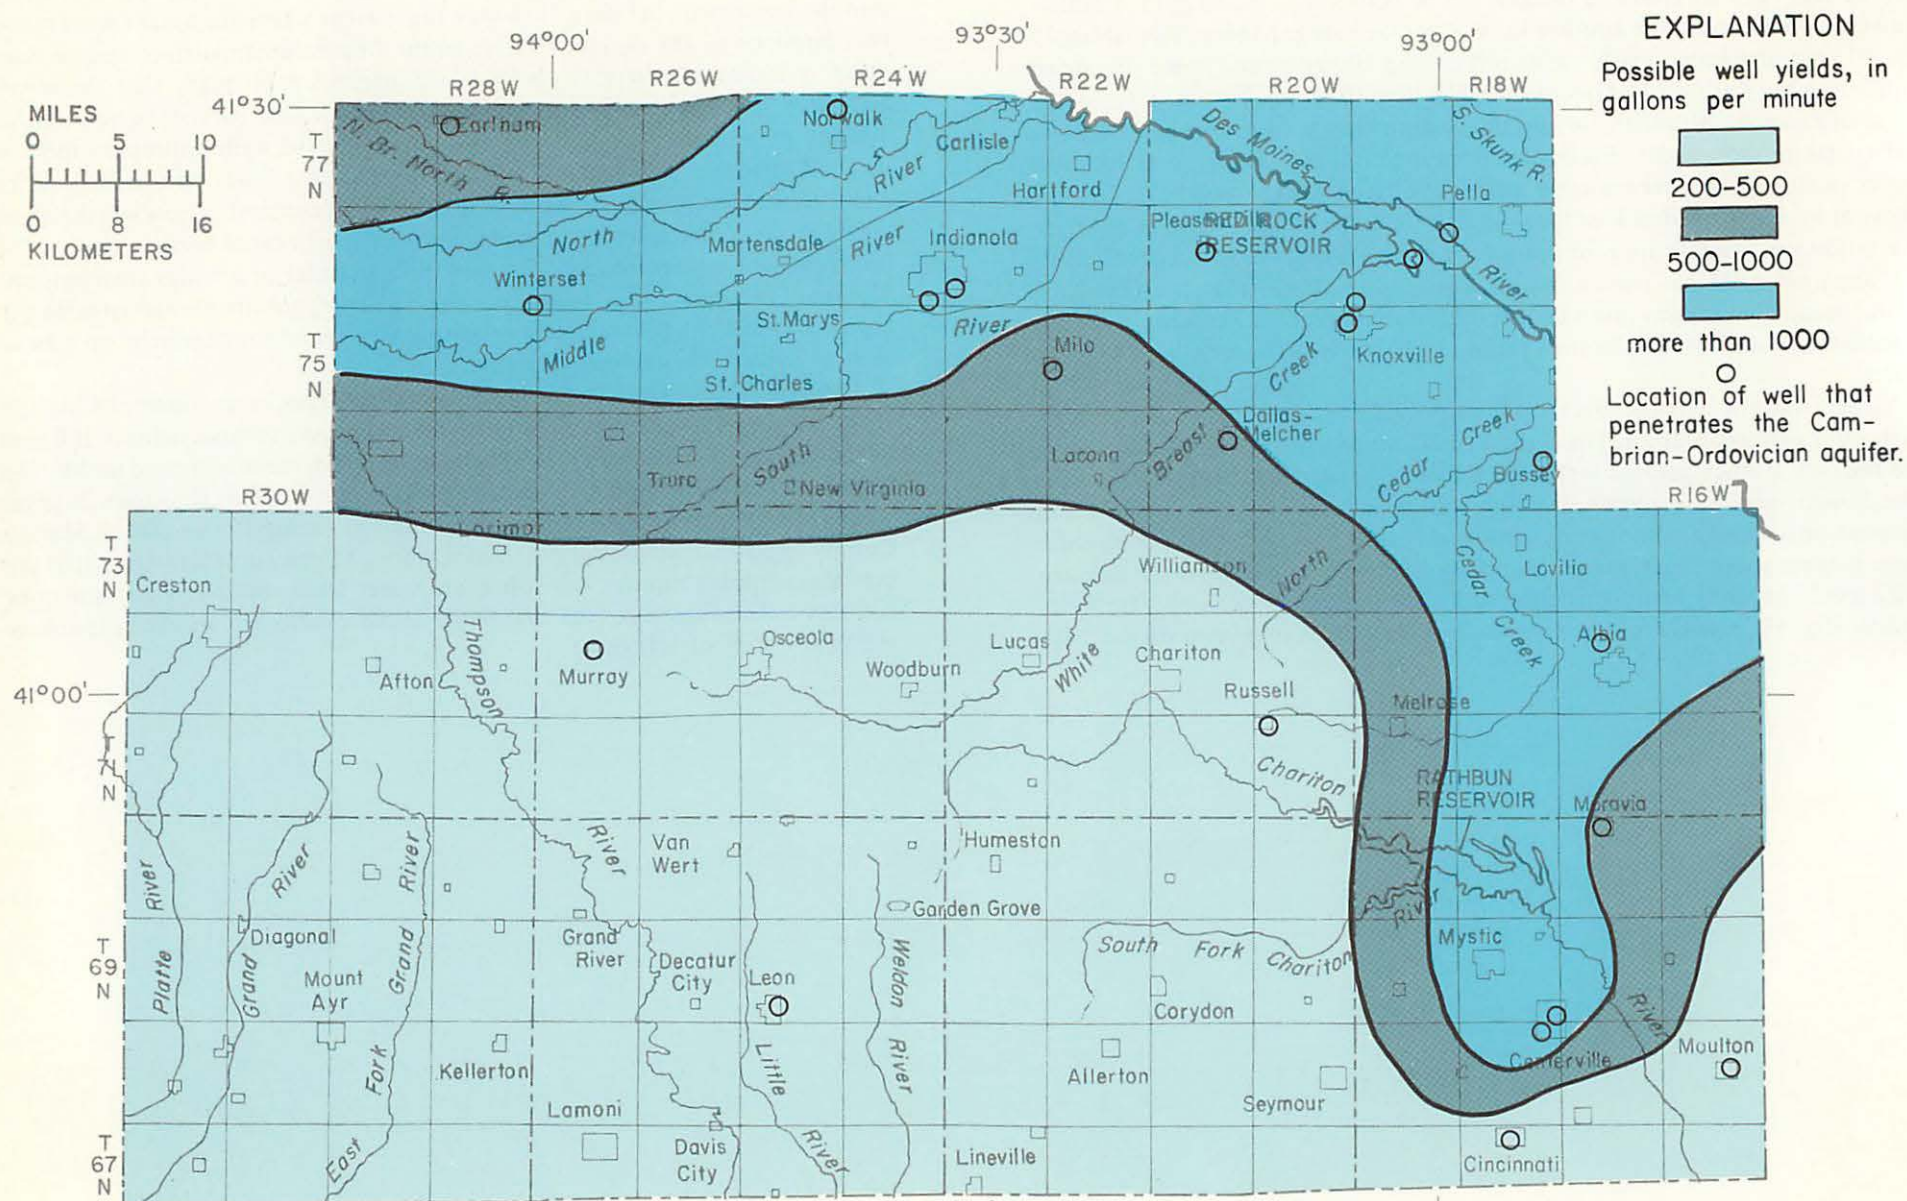 EXPLANATION
Possible well yields, in
gallons per minute
200-500
500-1000
more than 1000
Location of well that
penetrates the Cam-
brian-Ordovician aquifer.
MILES
0 5 10
0 8 16
KILOMETERS
94°00' 93°30' 93°00'
R28W R26W R24W R22W R20W R18W
41°30'
T
77
N
Earlham
N. Br. North R.
Norwalk
Carlisle
River
Hartford
Des Moines
S. Skunk R.
Pella
Pleasantville
RED ROCK
RESERVOIR
River
North
Martensdale
River
Indianola
Winterset
Middle
St. Marys
River
T
75
N
St. Charles
Milo
Creek
Knoxville
Dallas-
Melcher
Truro
South
New Virginia
Lacona
Breast
Cedar
Creek
Bussey
R30W
R16W
Lorimor
T
73
N
Creston
Williamson
North
Cedar
Creek
Lovilia
Thompson
Osceola
Lucas
White
Chariton
Albia
41°00'
Afton
Murray
Woodburn
Russell
Melrose
T
71
N
Chariton
RATHBUN
RESERVOIR
Moravia
River
Van
Wert
Humeston
River
River
River
Garden Grove
River
T
69
N
Platte
Diagonal
Grand
Mount
Ayr
Grand
Grand
River
Decatur
City
Leon
Weldon
River
South Fork Chariton
Mystic
Corydon
River
Fork
Kellerton
Little
Allerton
Centerville
Moulton
Lamoni
Seymour
T
67
N
East
Davis
City
River
Lineville
Cincinnati